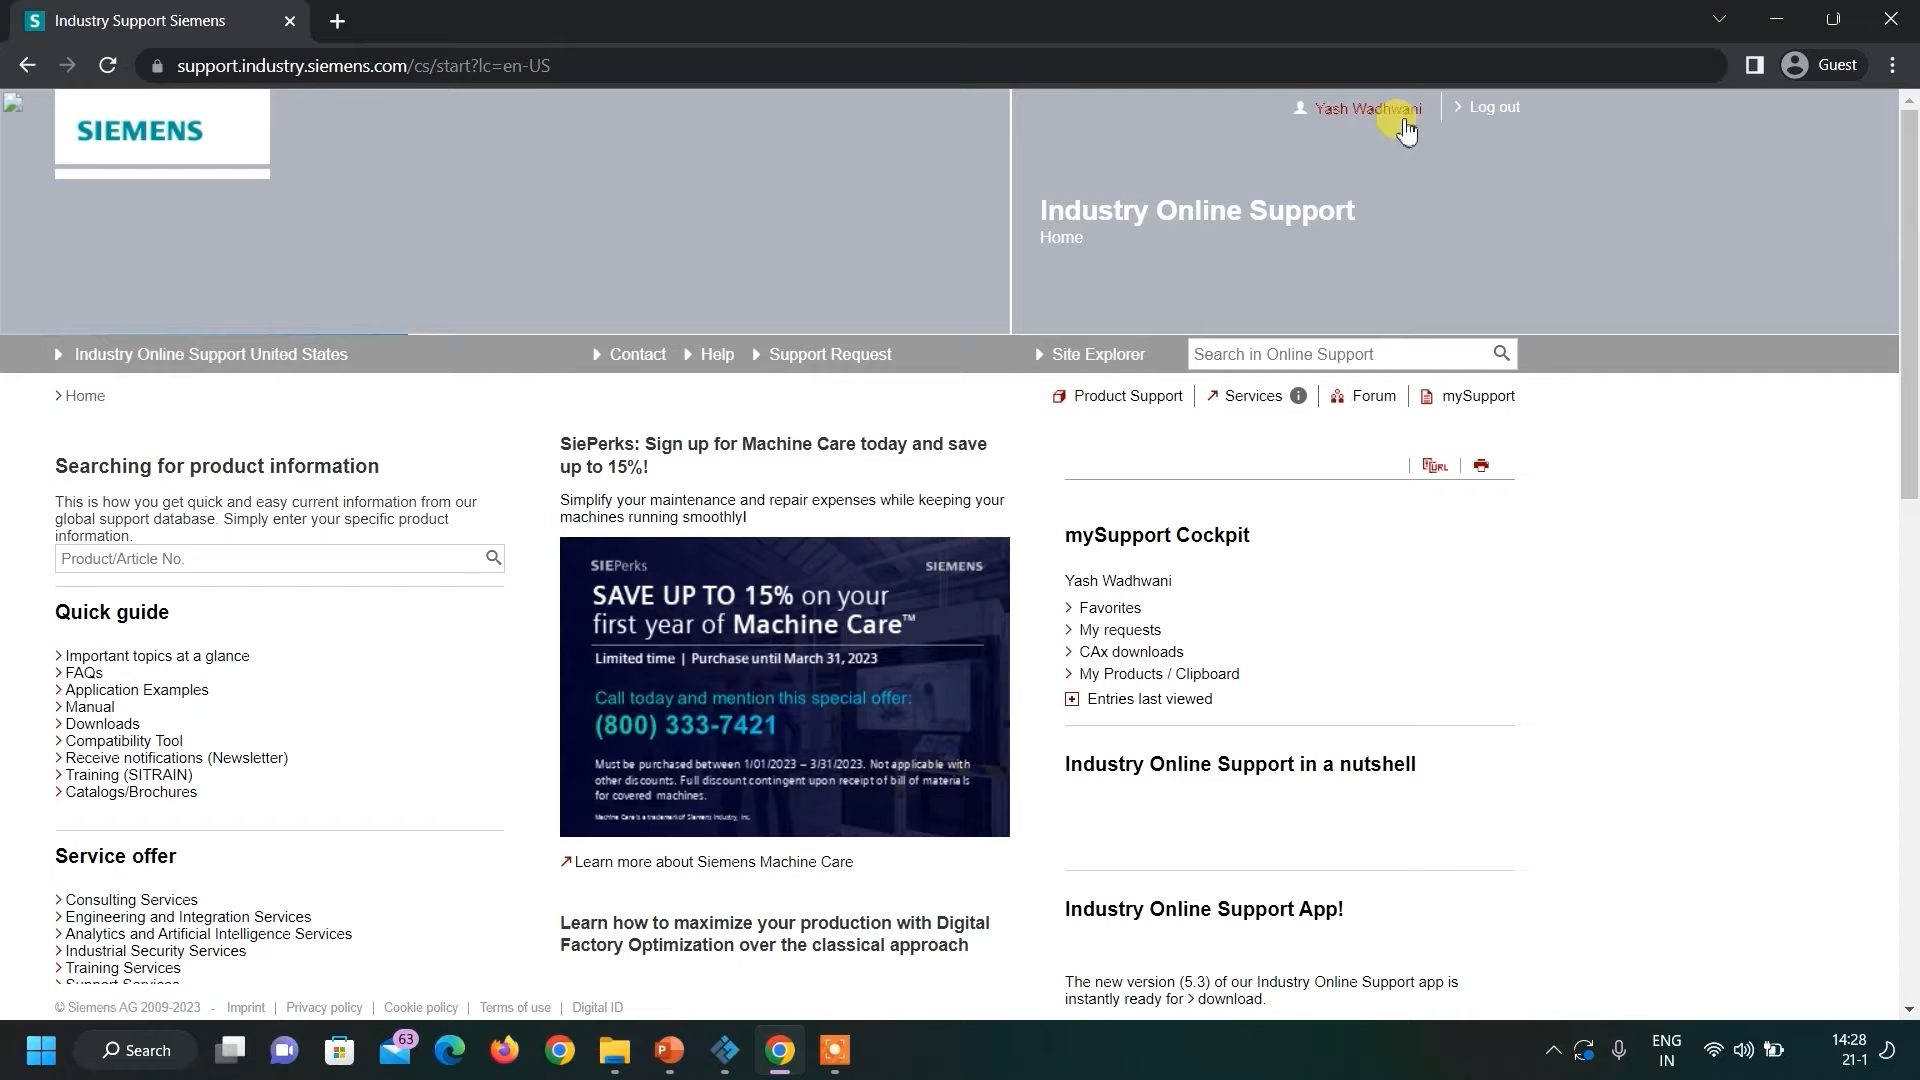 S Industry Support Siemens
support.industry.siemens.com/cs/start?lc=en-US
Guest
SIEMENS
Yash Wadhwani
Log out
Industry Online Support
Home
Industry Online Support United States
Contact
Help
Support Request
Site Explorer
Search in Online Support
Home
Product Support
Services
Forum
mySupport
URL
Searching for product information
This is how you get quick and easy current information from our
global support database. Simply enter your specific product
information.
Product/Article No.
Quick guide
Important topics at a glance
FAQs
Application Examples
Manual
Downloads
Compatibility Tool
Receive notifications (Newsletter)
Training (SITRAIN)
Catalogs/Brochures
Service offer
Consulting Services
Engineering and Integration Services
Analytics and Artificial Intelligence Services
Industrial Security Services
Training Services
Support Services
SiePerks: Sign up for Machine Care today and save
up to 15%!
Simplify your maintenance and repair expenses while keeping your
machines running smoothly!
SIEPerks
SIEMENS
SAVE UP TO 15% on your
first year of Machine Care™
Limited time | Purchase until March 31, 2023
Call today and mention this special offer:
(800) 333-7421
Must be purchased between 1/01/2023 – 3/31/2023. Not applicable with
other discounts. Full discount contingent upon receipt of bill of materials
for covered machines.
Machine Care is a trademark of Siemens Industry, Inc.
Learn more about Siemens Machine Care
Learn how to maximize your production with Digital
Factory Optimization over the classical approach
mySupport Cockpit
Yash Wadhwani
Favorites
My requests
CAx downloads
My Products / Clipboard
Entries last viewed
Industry Online Support in a nutshell
Industry Online Support App!
The new version (5.3) of our Industry Online Support app is
instantly ready for > download.
© Siemens AG 2009-2023 - Imprint | Privacy policy | Cookie policy | Terms of use | Digital ID
Search
63
ENG
IN
14:28
21-1